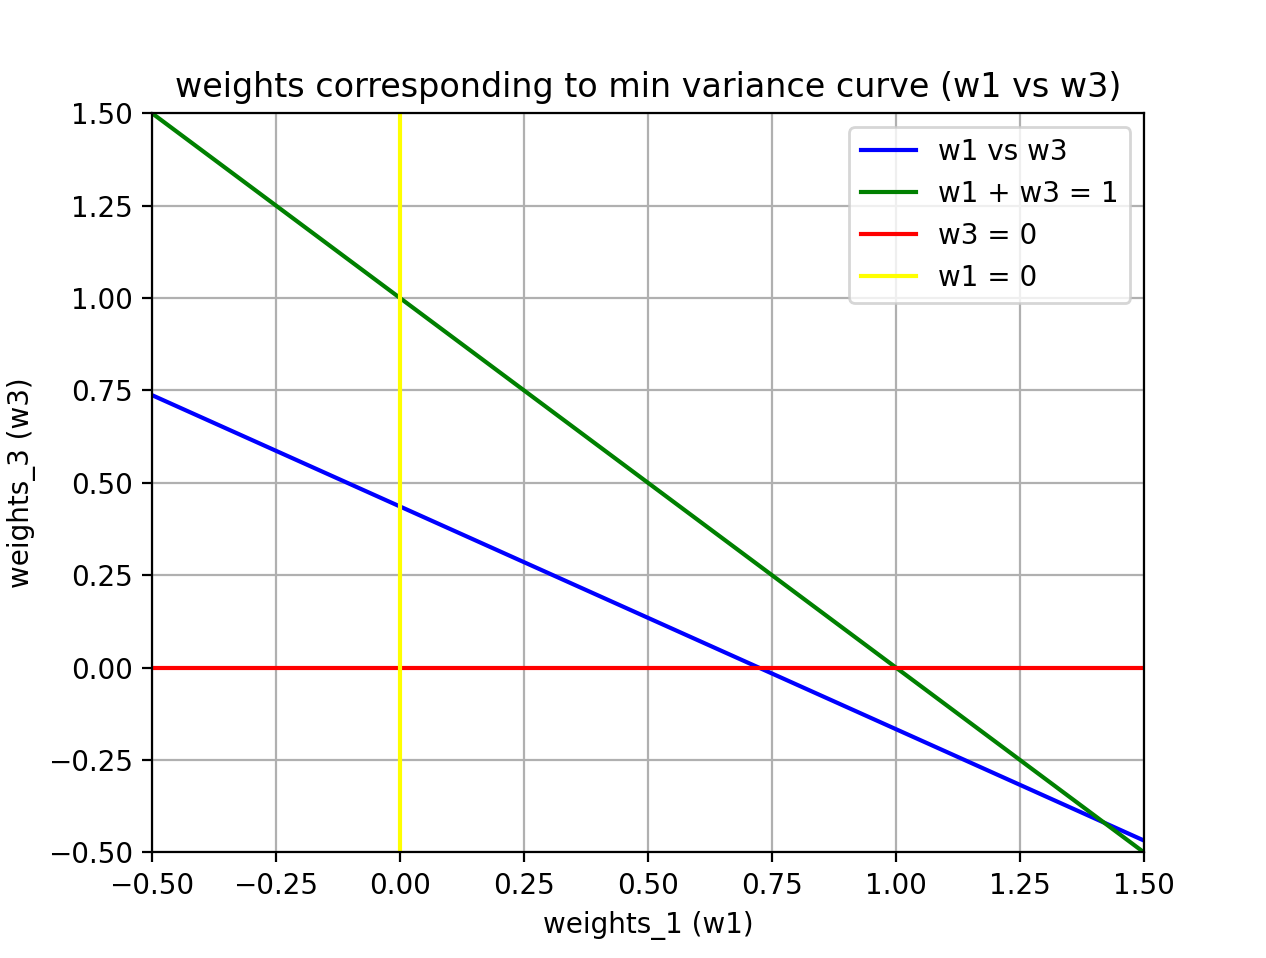 weights corresponding to min variance curve (w1 vs w3)
w1 vs w3
w1 + w3 = 1
w3 = 0
w1 = 0
weights_3 (w3)
1.50
1.25
1.00
0.75
0.50
0.25
0.00
−0.25
−0.50
−0.50 −0.25 0.00 0.25 0.50 0.75 1.00 1.25 1.50
weights_1 (w1)